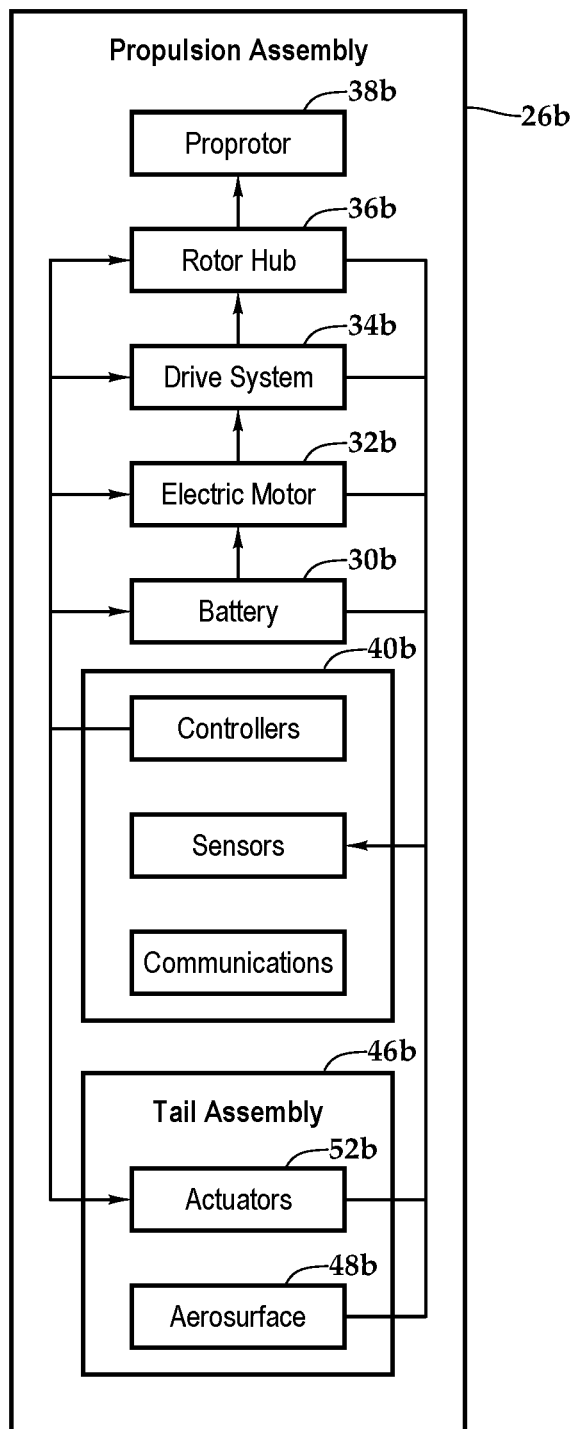 Propulsion Assembly
38b
26b
Proprotor
36b
Rotor Hub
34b
Drive System
32b
Electric Motor
30b
Battery
40b
Controllers
Sensors
Communications
46b
Tail Assembly
52b
Actuators
48b
Aerosurface